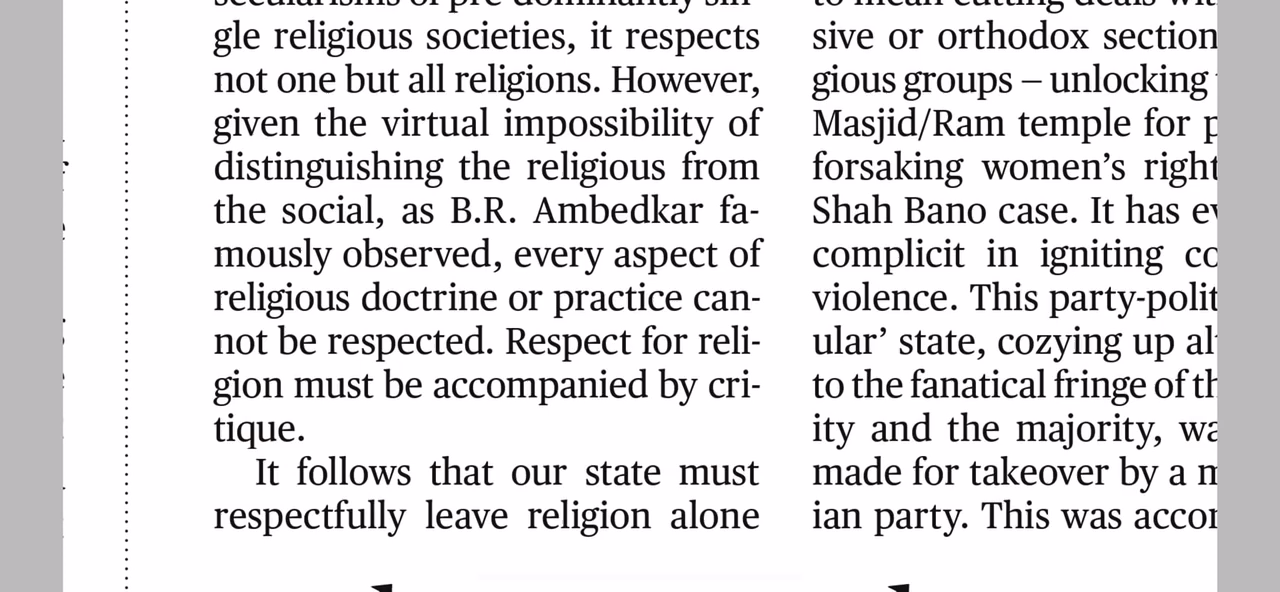 gle religious societies, it respects
not one but all religions. However,
given the virtual impossibility of
distinguishing the religious from
the social, as B.R. Ambedkar fa-
mously observed, every aspect of
religious doctrine or practice can-
not be respected. Respect for reli-
gion must be accompanied by cri-
tique.
It follows that our state must
respectfully leave religion alone
sive or orthodox section
gious groups – unlocking
Masjid/Ram temple for
forsaking women's right
Shah Bano case. It has
complicit in igniting
violence. This party-polit
ular' state, cozying up
to the fanatical fringe of
ity and the majority,
made for takeover by a
ian party. This was